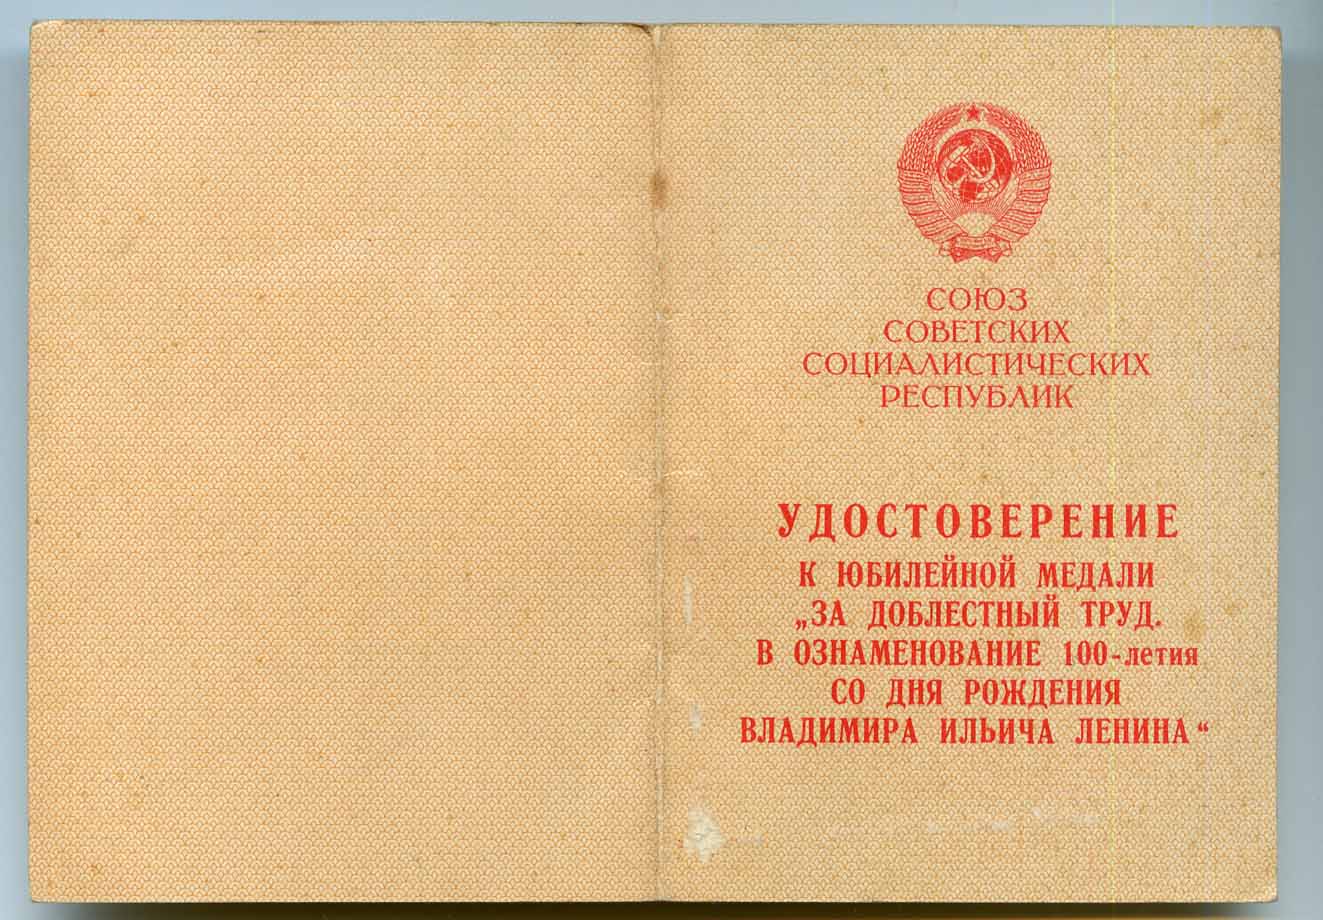 СОЮЗ
СОВЕТСКИХ
СОЦИАЛИСТИЧЕСКИХ
РЕСПУБЛИК
УДОСТОВЕРЕНИЕ
К ЮБИЛЕЙНОЙ МЕДАЛИ
„ЗА ДОБЛЕСТНЫЙ ТРУД.
В ОЗНАМЕНОВАНИЕ 100-летия
СО ДНЯ РОЖДЕНИЯ
ВЛАДИМИРА ИЛЬИЧА ЛЕНИНА“